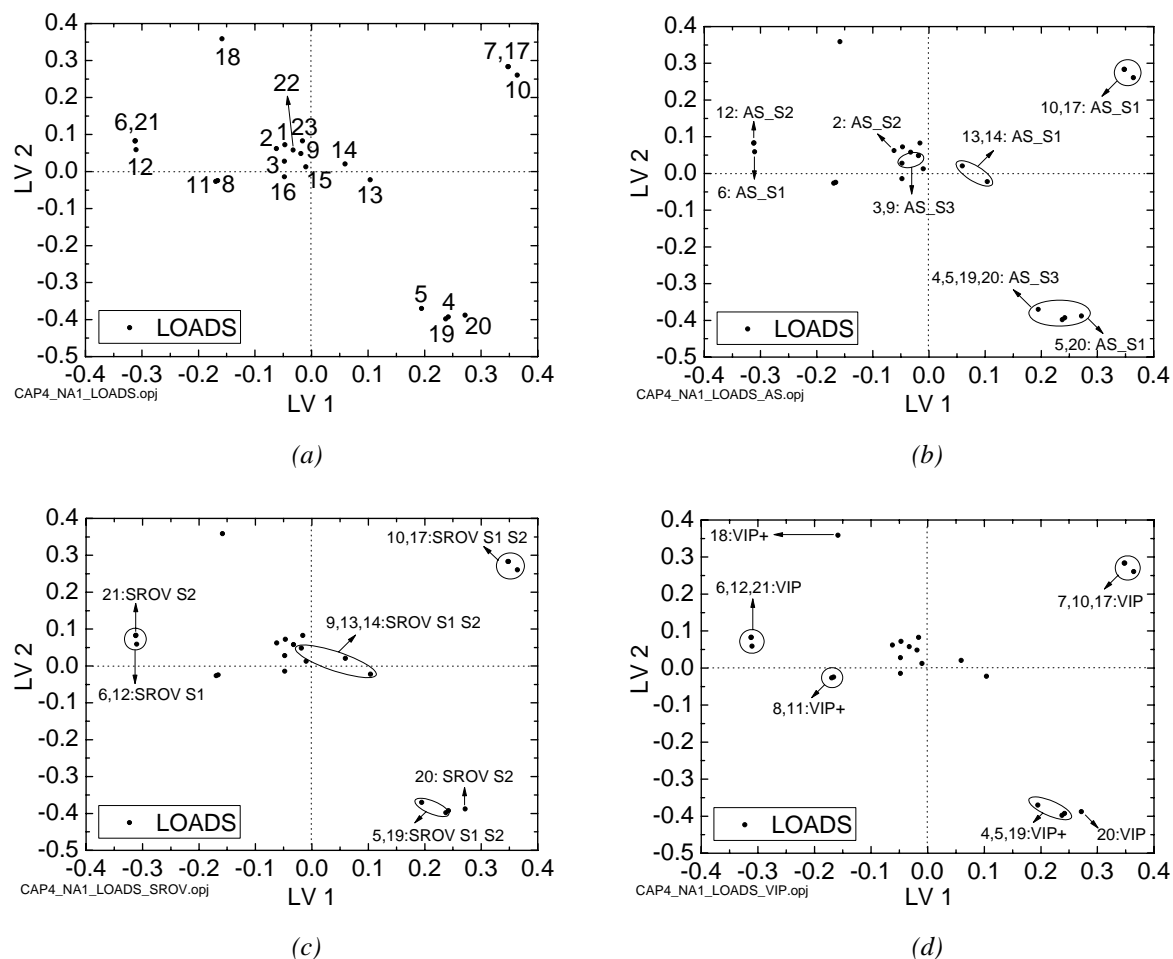 0.4
0.3
0.2
0.1
0.0
-0.1
-0.2
-0.3
-0.4
-0.5
LV 2
18
7,17
10
22
6,21
12
2
1
23
9
14
3
11
8
16
15
13
5
4
19
20
LOADS
-0.4 -0.3 -0.2 -0.1 0.0 0.1 0.2 0.3 0.4
CAP4_NA1_LOADS.opj
LV 1
(a)
0.4
0.3
0.2
0.1
0.0
-0.1
-0.2
-0.3
-0.4
-0.5
LV 2
10,17: AS_S1
12: AS_S2
2: AS_S2
13,14: AS_S1
6: AS_S1
3,9: AS_S3
4,5,19,20: AS_S3
5,20: AS_S1
LOADS
-0.4 -0.3 -0.2 -0.1 0.0 0.1 0.2 0.3 0.4
CAP4_NA1_LOADS_AS.opj
LV 1
(b)
0.4
0.3
0.2
0.1
0.0
-0.1
-0.2
-0.3
-0.4
-0.5
LV 2
10,17:SROV S1 S2
21:SROV S2
9,13,14:SROV S1 S2
6,12:SROV S1
20: SROV S2
5,19:SROV S1 S2
LOADS
-0.4 -0.3 -0.2 -0.1 0.0 0.1 0.2 0.3 0.4
CAP4_NA1_LOADS_SROV.opj
LV 1
(c)
0.4
0.3
0.2
0.1
0.0
-0.1
-0.2
-0.3
-0.4
-0.5
LV 2
18:VIP+
6,12,21:VIP
7,10,17:VIP
8,11:VIP+
4,5,19:VIP+
20:VIP
LOADS
-0.4 -0.3 -0.2 -0.1 0.0 0.1 0.2 0.3 0.4
CAP4_NA1_LOADS_VIP.opj
LV 1
(d)